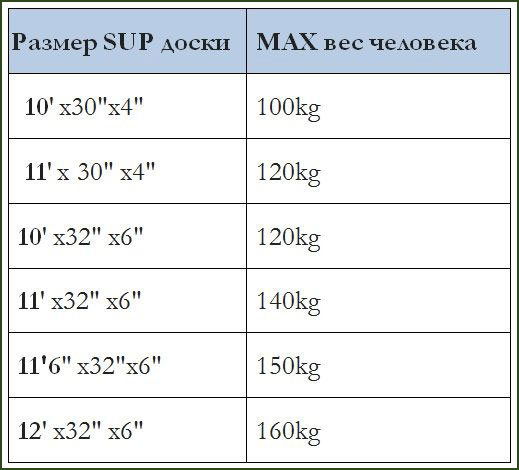 Размер SUP доски MAX вес человека
10' x30"x4" 100kg
11' x 30" x4" 120kg
10' x32" x6" 120kg
11' x32" x6" 140kg
11'6" x32"x6" 150kg
12' x32" x6" 160kg